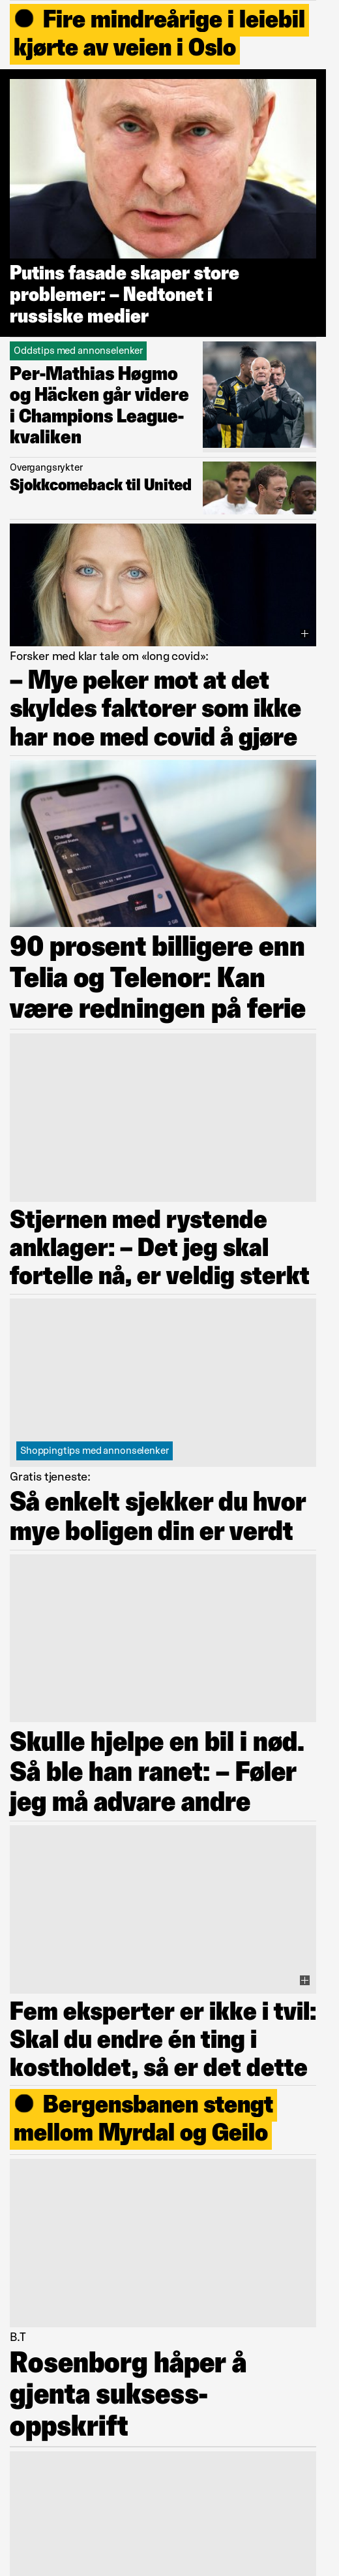 Fire mindreårige i leiebil
kjørte av veien i Oslo
Putins fasade skaper store
problemer: – Nedtonet i
russiske medier
Oddstips med annonselenker
Per-Mathias Høgmo
og Häcken går videre
i Champions League-
kvaliken
Overgangsrykter
Sjokkcomeback til United
Forsker med klar tale om «long covid»:
– Mye peker mot at det
skyldes faktorer som ikke
har noe med covid å gjøre
90 prosent billigere enn
Telia og Telenor: Kan
være redningen på ferie
Stjernen med rystende
anklager: – Det jeg skal
fortelle nå, er veldig sterkt
Shoppingtips med annonselenker
Gratis tjeneste:
Så enkelt sjekker du hvor
mye boligen din er verdt
Skulle hjelpe en bil i nød.
Så ble han ranet: – Føler
jeg må advare andre
Fem eksperter er ikke i tvil:
Skal du endre én ting i
kostholdet, så er det dette
Bergensbanen stengt
mellom Myrdal og Geilo
B.T
Rosenborg håper å
gjenta suksess-
oppskrift